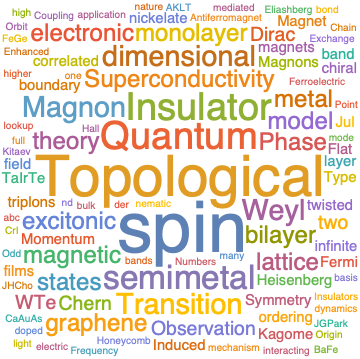 high nature AKLT mediated Eliashberg bond
Coupling application Antiferromagnet Chain
Orbit nickelate Magnet Exchange
FeGe electronic monolayer Dirac
Enhanced dimensional magnets band
correlated Magnons chiral
higher one Superconductivity Ferroelectric
boundary metal Point
Magnon Insulator mode
lookup Hall model Jul
full theory Quantum Phase Flat
Kitaev layer
field Topological Type
TaIrTe
triplons nd bulk der nematic Weyl twisted
abc excitonic spin two
CrI bilayer
Momentum many infinite
Odd magnetic lattice Fermi
films bands Numbers
JHCho states semimetal Heisenberg basis
WTe Chern Transition Symmetry Insulators
CaAuAs dynamics
doped graphene Observation ordering JGPark
Honeycomb Kagome Origin
light electric Induced mechanism interacting BaFe
Frequency